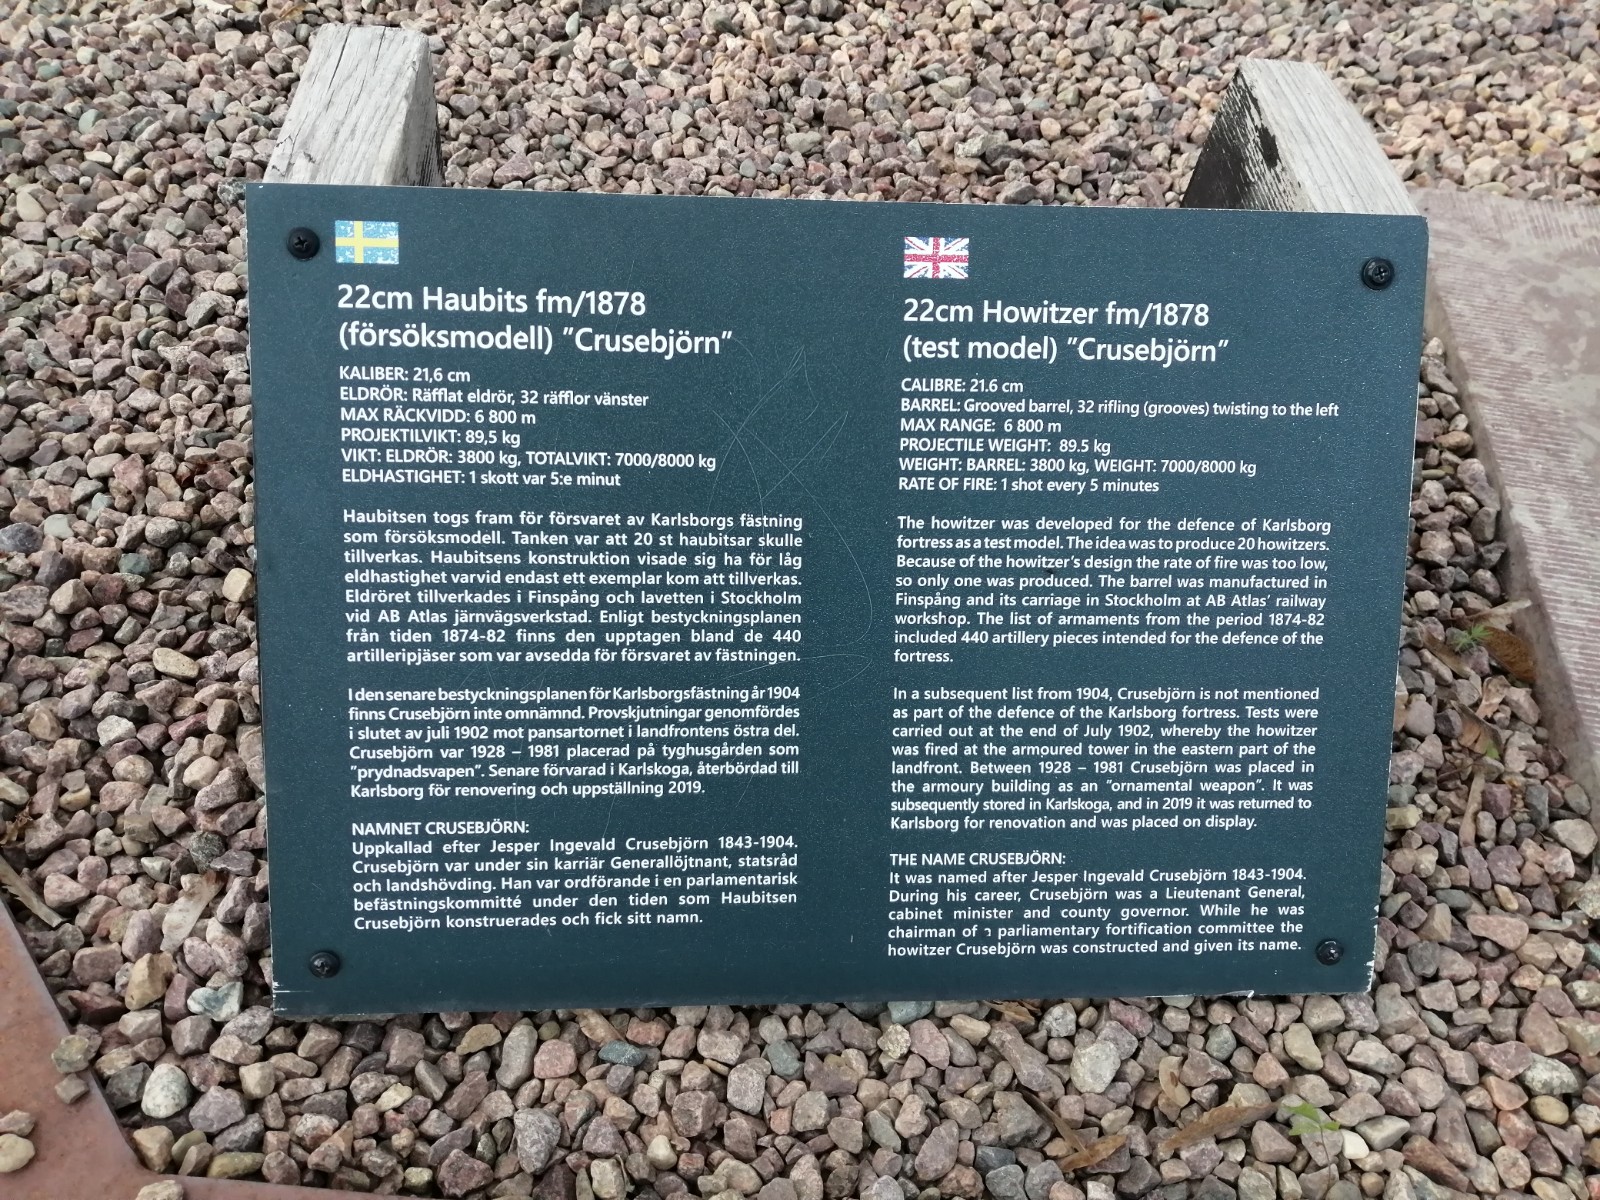 22cm Haubits fm/1878
(försöksmodell) "Crusebjörn"
KALIBER: 21,6 cm
ELDRÖR: Räfflat eldrör, 32 räfflor vänster
MAX RÄCKVIDD: 6 800 m
PROJEKTILVIKT: 89,5 kg
VIKT: ELDRÖR: 3800 kg, TOTALVIKT: 7000/8000 kg
ELDHASTIGHET: 1 skott var 5:e minut
Haubitsen togs fram för försvaret av Karlsborgs fästning
som försöksmodell. Tanken var att 20 st haubitsar skulle
tillverkas. Haubitsens konstruktion visade sig ha för låg
eldhastighet varvid endast ett exemplar kom att tillverkas.
Eldröret tillverkades i Finspång och lavetten i Stockholm
vid AB Atlas järnvägsverkstad. Enligt bestyckningsplanen
från tiden 1874-82 finns den upptagen bland de 440
artilleripjäser som var avsedda för försvaret av fästningen.
I den senare bestyckningsplanen för Karlsborgs fästning år 1904
finns Crusebjörn inte omnämnd. Provskjutningar genomfördes
i slutet av juli 1902 mot pansartornet i landfrontens östra del.
Crusebjörn var 1928 – 1981 placerad på tyghusgården som
"prydnadsvapen". Senare förvarad i Karlskoga, återbördad till
Karlsborg för renovering och uppställning 2019.
NAMNET CRUSEBJÖRN:
Uppkallad efter Jesper Ingevald Crusebjörn 1843-1904.
Crusebjörn var under sin karriär Generallöjtnant, statsråd
och landshövding. Han var ordförande i en parlamentarisk
befästningskommitté under den tiden som Haubitsen
Crusebjörn konstruerades och fick sitt namn.
22cm Howitzer fm/1878
(test model) "Crusebjörn"
CALIBRE: 21.6 cm
BARREL: Grooved barrel, 32 rifling (grooves) twisting to the left
MAX RANGE: 6 800 m
PROJECTILE WEIGHT: 89.5 kg
WEIGHT: BARREL: 3800 kg, WEIGHT: 7000/8000 kg
RATE OF FIRE: 1 shot every 5 minutes
The howitzer was developed for the defence of Karlsborg
fortress as a test model. The idea was to produce 20 howitzers.
Because of the howitzer's design the rate of fire was too low,
so only one was produced. The barrel was manufactured in
Finspång and its carriage in Stockholm at AB Atlas' railway
workshop. The list of armaments from the period 1874-82
included 440 artillery pieces intended for the defence of the
fortress.
In a subsequent list from 1904, Crusebjörn is not mentioned
as part of the defence of the Karlsborg fortress. Tests were
carried out at the end of July 1902, whereby the howitzer
was fired at the armoured tower in the eastern part of the
landfront. Between 1928 – 1981 Crusebjörn was placed in
the armoury building as an "ornamental weapon". It was
subsequently stored in Karlskoga, and in 2019 it was returned to
Karlsborg for renovation and was placed on display.
THE NAME CRUSEBJÖRN:
It was named after Jesper Ingevald Crusebjörn 1843-1904.
During his career, Crusebjörn was a Lieutenant General,
cabinet minister and county governor. While he was
chairman of a parliamentary fortification committee the
howitzer Crusebjörn was constructed and given its name.